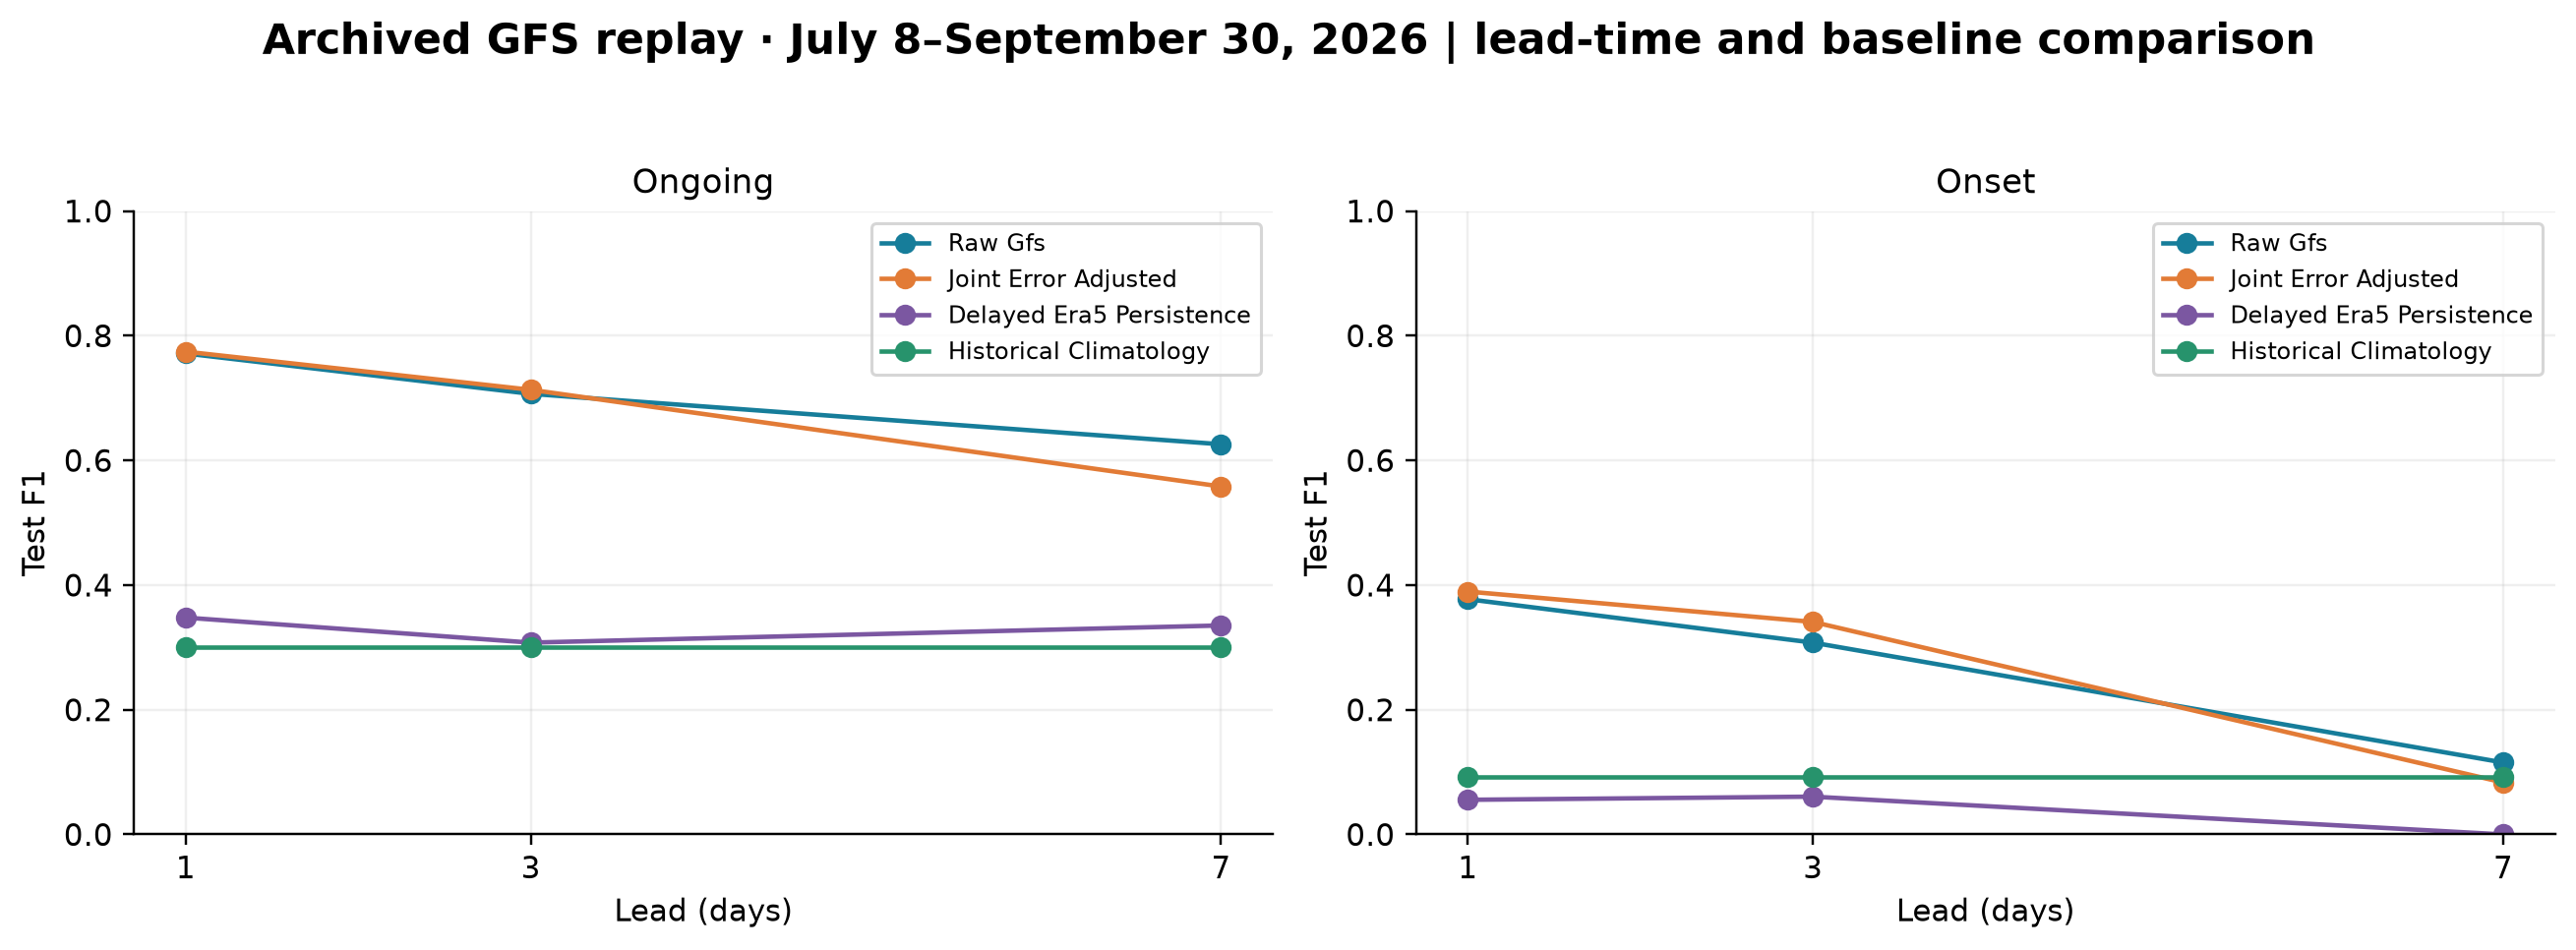 Archived GFS replay · July 8–September 30, 2026 | lead-time and baseline comparison
Ongoing
1.0
0.8
0.6
0.4
0.2
0.0
Test F1
Raw Gfs
Joint Error Adjusted
Delayed Era5 Persistence
Historical Climatology
1 3 7
Lead (days)
Onset
1.0
0.8
0.6
0.4
0.2
0.0
Test F1
Raw Gfs
Joint Error Adjusted
Delayed Era5 Persistence
Historical Climatology
1 3 7
Lead (days)